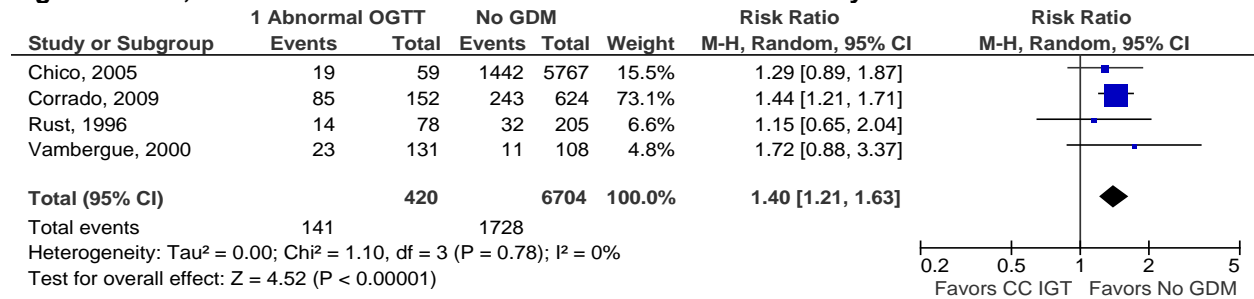 1 Abnormal OGTT No GDM Risk Ratio Risk Ratio
Study or Subgroup Events Total Events Total Weight M-H, Random, 95% CI M-H, Random, 95% CI
Chico, 2005 19 59 1442 5767 15.5% 1.29 [0.89, 1.87]
Corrado, 2009 85 152 243 624 73.1% 1.44 [1.21, 1.71]
Rust, 1996 14 78 32 205 6.6% 1.15 [0.65, 2.04]
Vambergue, 2000 23 131 11 108 4.8% 1.72 [0.88, 3.37]
Total (95% CI) 420 6704 100.0% 1.40 [1.21, 1.63]
Total events 141 1728
Heterogeneity: Tau² = 0.00; Chi² = 1.10, df = 3 (P = 0.78); I² = 0%
Test for overall effect: Z = 4.52 (P < 0.00001)
0.2 0.5 1 2 5
Favors CC IGT Favors No GDM